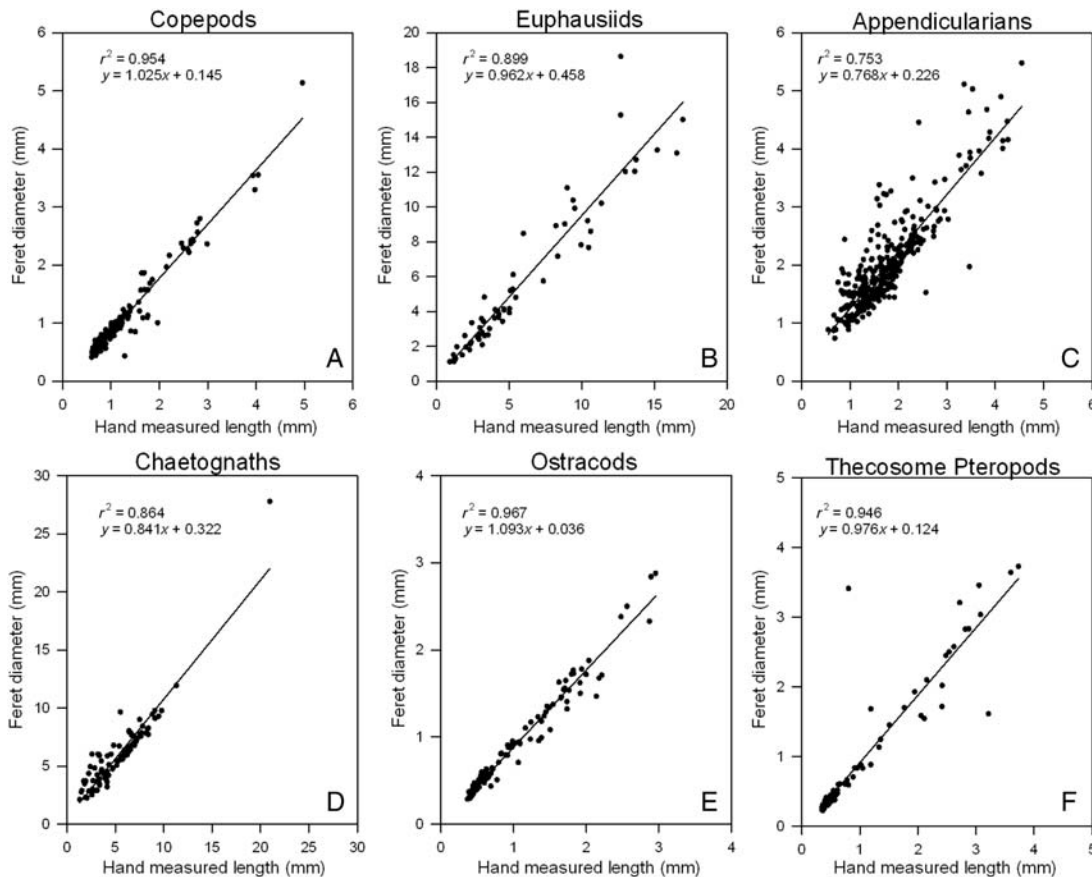 Copepods
r² = 0.954
y = 1.025x + 0.145
6
5
4
3
2
1
0
Feret diameter (mm)
A
0 1 2 3 4 5 6
Hand measured length (mm)
Euphausiids
r² = 0.899
y = 0.962x + 0.458
20
18
16
14
12
10
8
6
4
2
0
Feret diameter (mm)
B
0 5 10 15 20
Hand measured length (mm)
Appendicularians
r² = 0.753
y = 0.768x + 0.226
6
5
4
3
2
1
0
Feret diameter (mm)
C
0 1 2 3 4 5 6
Hand measured length (mm)
Chaetognaths
r² = 0.864
y = 0.841x + 0.322
30
25
20
15
10
5
0
Feret diameter (mm)
D
0 5 10 15 20 25 30
Hand measured length (mm)
Ostracods
r² = 0.967
y = 1.093x + 0.036
4
3
2
1
0
Feret diameter (mm)
E
0 1 2 3 4
Hand measured length (mm)
Thecosome Pteropods
r² = 0.946
y = 0.976x + 0.124
5
4
3
2
1
0
Feret diameter (mm)
F
0 1 2 3 4 5
Hand measured length (mm)